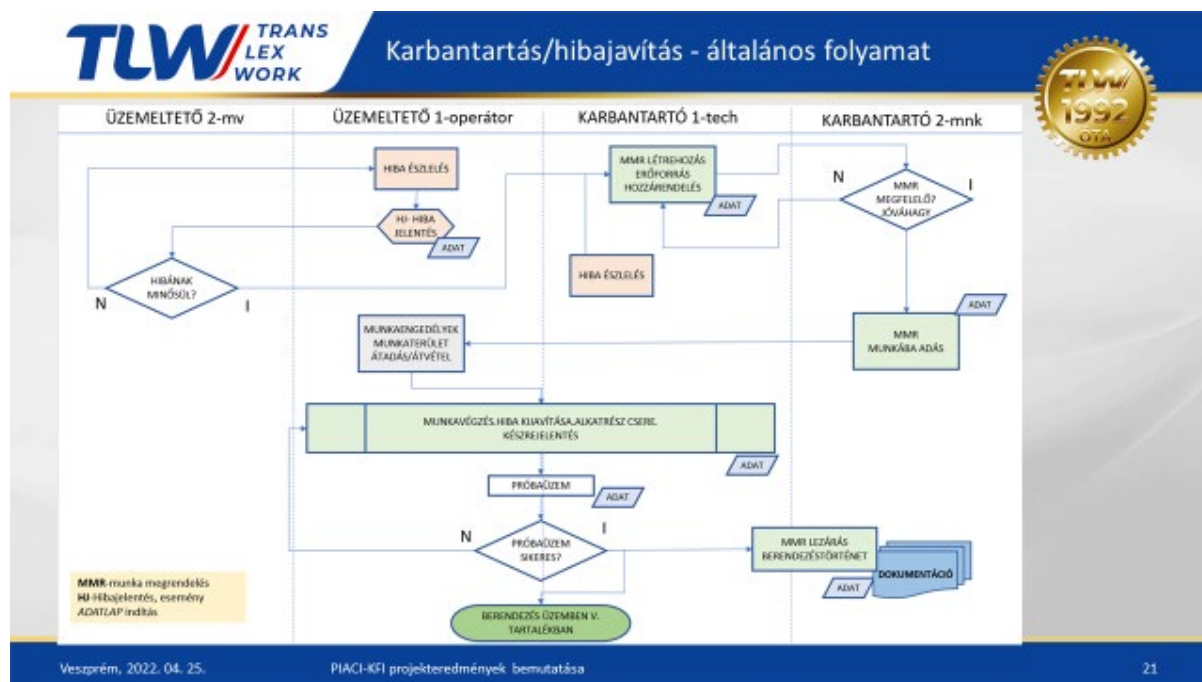 TLW TRANS
LEX
WORK
Karbantartás/hibajavítás - általános folyamat
TLW
1992
ÓTA
ÜZEMELTETŐ 2-mv
ÜZEMELTETŐ 1-operátor
KARBANTARTÓ 1-tech
KARBANTARTÓ 2-mnk
HIBA ÉSZLELÉS
MMR LÉTREHOZÁS
ERŐFORRÁS
HOZZÁRENDELÉS
ADAT
N
MMR
MEGFELELŐ?
JÓVÁHAGY
I
HJ- HIBA
JELENTÉS
ADAT
HIBA ÉSZLELÉS
HIBÁNAK
MINŐSÜL?
N
I
ADAT
MMR
MUNKÁBA ADÁS
MUNKAENGEDÉLYEK
MUNKATERÜLET
ÁTADÁS/ÁTVÉTEL
MUNKAVÉGZÉS.HIBA KIJAVÍTÁSA.ALKATRÉSZ CSERE.
KÉSZREJELENTÉS
ADAT
PRÓBAÜZEM
ADAT
N
PRÓBAÜZEM
SIKERES?
I
MMR LEZÁRÁS
BERENDEZÉSTÖRTÉNET
ADAT
DOKUMENTÁCIÓ
MMR-munka megrendelés
HJ-Hibajelentés, esemény
ADATLAP indítás
BERENDEZÉS ÜZEMBEN V.
TARTALÉKBAN
Veszprém, 2022. 04. 25.
PIACI-KFI projekteredmények bemutatása
21